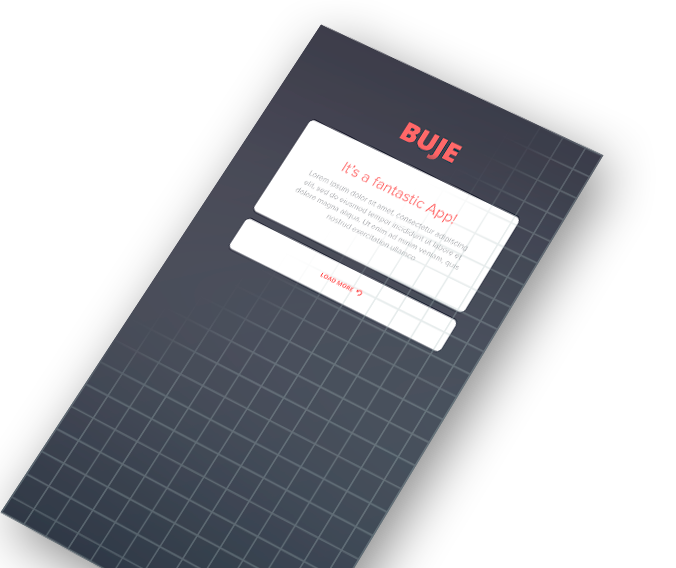 BUJE
It's a fantastic App!
Lorem ipsum dolor sit amet, consectetur adipiscing
elit, sed do eiusmod tempor incididunt ut labore et
dolore magna aliqua. Ut enim ad minim veniam, quis
nostrud exercitation ullamco...
LOAD MORE